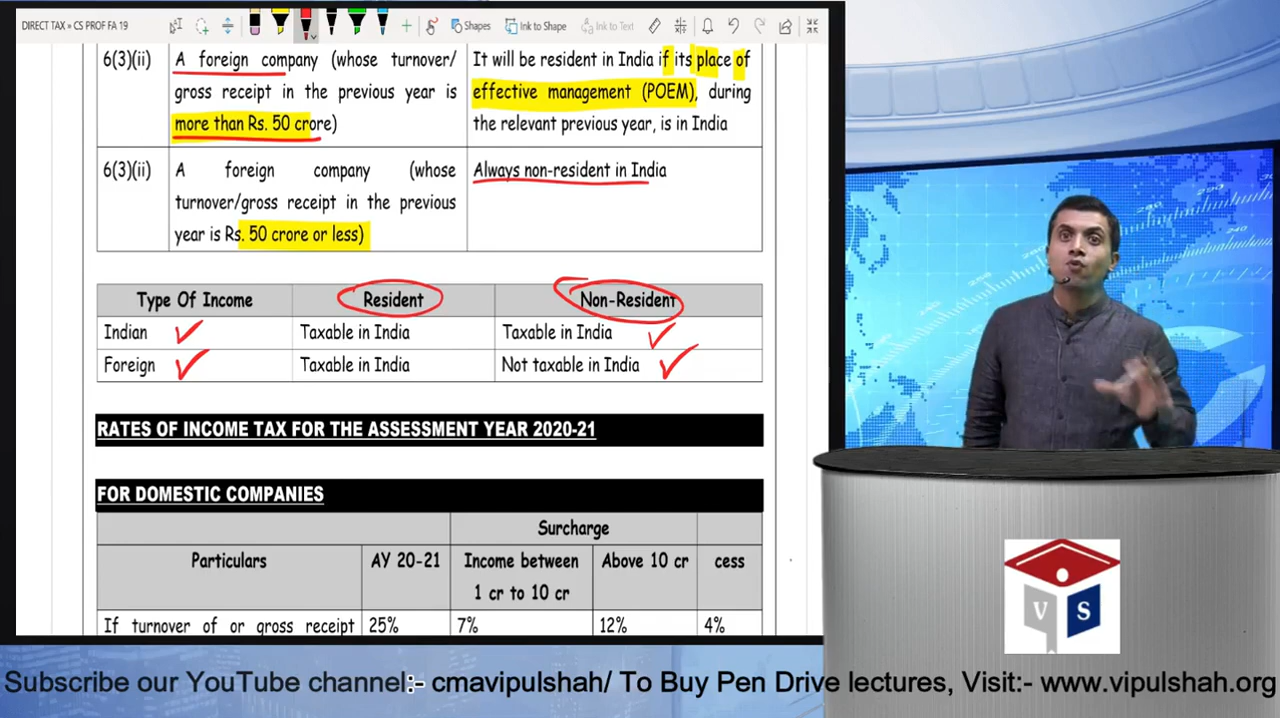 DIRECT TAX » CS PROF FA 19
Shapes
Ink to Shape
Ink to Text
6(3)(ii)
A foreign company (whose turnover/
gross receipt in the previous year is
more than Rs. 50 crore)
It will be resident in India if its place of
effective management (POEM), during
the relevant previous year, is in India
6(3)(ii)
A foreign company (whose
turnover/gross receipt in the previous
year is Rs. 50 crore or less)
Always non-resident in India
Type Of Income
Resident
Non-Resident
Indian
Taxable in India
Taxable in India
Foreign
Taxable in India
Not taxable in India
RATES OF INCOME TAX FOR THE ASSESSMENT YEAR 2020-21
FOR DOMESTIC COMPANIES
Surcharge
Particulars
AY 20-21
Income between
1 cr to 10 cr
Above 10 cr
cess
If turnover of or gross receipt
25%
7%
12%
4%
V S
Subscribe our YouTube channel:- cmavipulshah/ To Buy Pen Drive lectures, Visit:- www.vipulshah.org